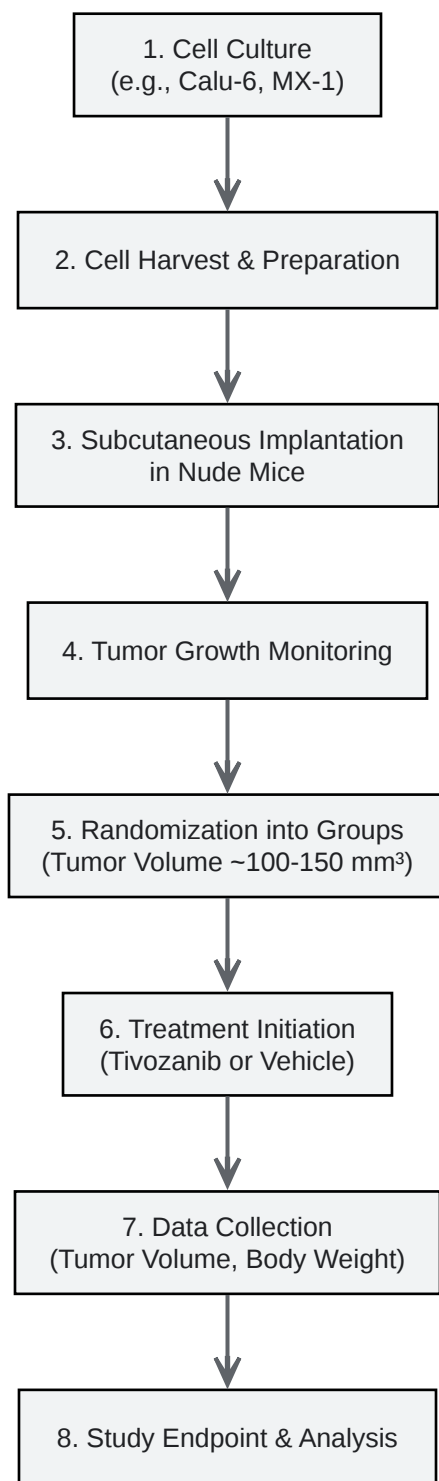 1. Cell Culture
(e.g., Calu-6, MX-1)
2. Cell Harvest & Preparation
3. Subcutaneous Implantation
in Nude Mice
4. Tumor Growth Monitoring
5. Randomization into Groups
(Tumor Volume ~100-150 mm³)
6. Treatment Initiation
(Tivozanib or Vehicle)
7. Data Collection
(Tumor Volume, Body Weight)
8. Study Endpoint & Analysis